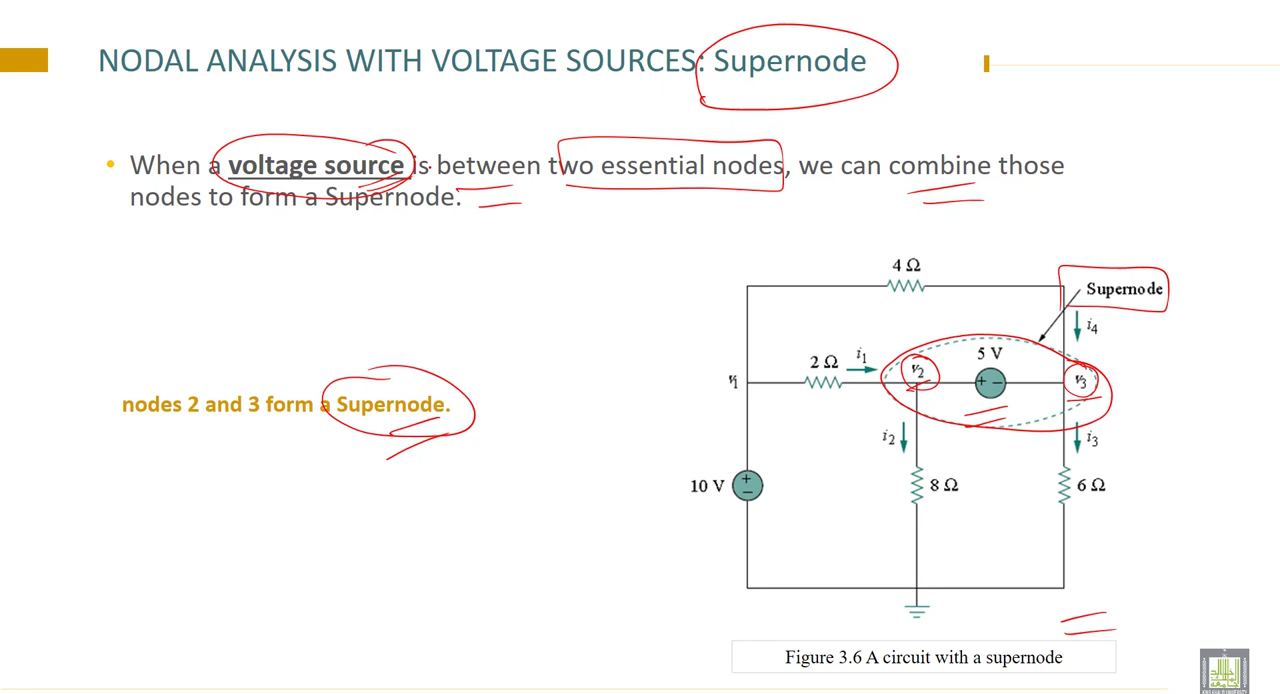 NODAL ANALYSIS WITH VOLTAGE SOURCES: Supernode
• When a voltage source is between two essential nodes, we can combine those
nodes to form a Supernode.
nodes 2 and 3 form a Supernode.
4 Ω
Supernode
i4
2 Ω
i1
v2
5 V
+ −
v1
v3
i2
i3
10 V
+
−
8 Ω
6 Ω
Figure 3.6 A circuit with a supernode